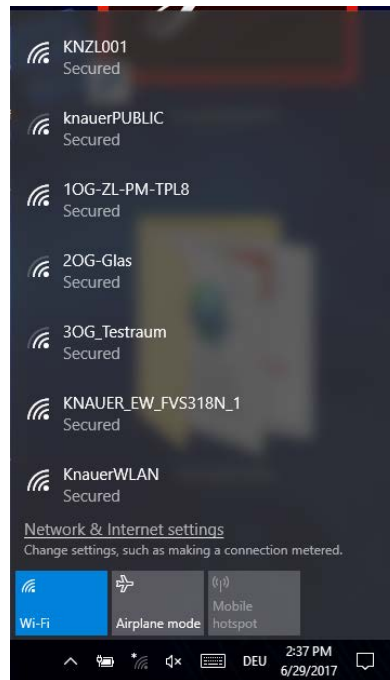 KNZL001
Secured
knauerPUBLIC
Secured
1OG-ZL-PM-TPL8
Secured
2OG-Glas
Secured
3OG_Testraum
Secured
KNAUER_EW_FVS318N_1
Secured
KnauerWLAN
Secured
Network & Internet settings
Change settings, such as making a connection metered.
Wi-Fi
Airplane mode
Mobile
hotspot
DEU
2:37 PM
6/29/2017